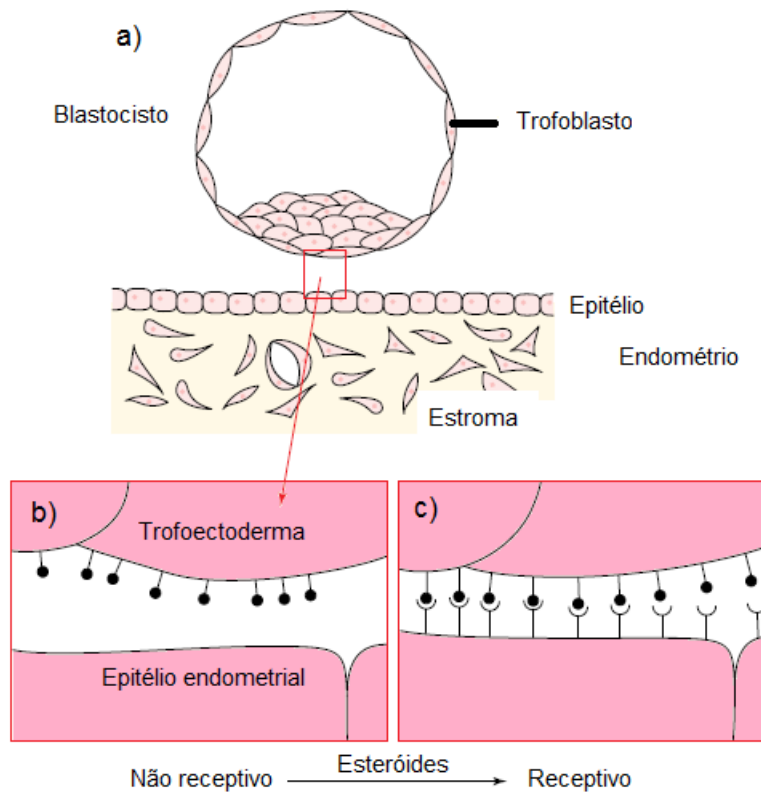 a)
Blastocisto
Trofoblasto
Epitélio
Endométrio
Estroma
b)
Trofoectoderma
Epitélio endometrial
c)
Não receptivo
Esteróides
Receptivo